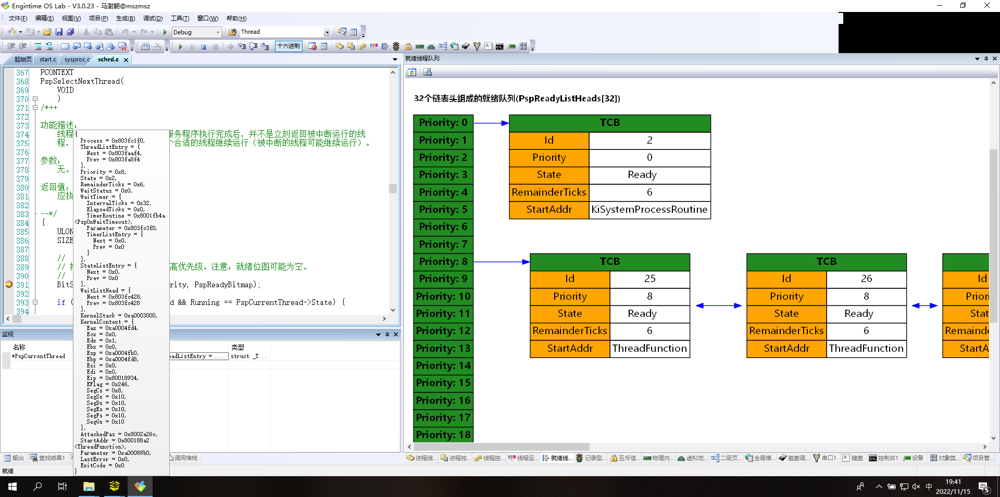 Engintime OS Lab - V3.0.23 - 马澍朝@mszmsz
文件(F) 编辑(E) 视图(V) 项目(P) 生成(B) 调试(D) 工具(T) 窗口(W) 帮助(H)
Debug Thread
十六进制
起始页 start.c sysproc.c sched.c
367 PCONTEXT
368 PspSelectNextThread(
369 VOID
370 )
371 /*++
372
373 功能描述:
374 线程 服务程序执行完成后，并不是立刻返回被中断运行的线
375 程， 个合适的线程继续运行（被中断的线程可能继续运行）。
376
377 参数:
378 无。
379
380 返回值:
381 应执
382
383 --*/
384 {
385 ULON
386 SIZE
387
388 //
389 // 高优先级。注意：就绪位图可能为空。
390 //
391 BitS rity, PspReadyBitmap);
393 if ( d && Running == PspCurrentThread->State) {
394
{
Process = 0x803fc1f0,
ThreadListEntry = {
Next = 0x803faaf4,
Prev = 0x803fa8f4
},
Priority = 0x8,
State = 0x2,
RemainderTicks = 0x6,
WaitStatus = 0x0,
WaitTimer = {
IntervalTicks = 0x32,
ElapsedTicks = 0x0,
TimerRoutine = 0x8001fb4a
<PspOnWaitTimeout>,
Parameter = 0x803fc3f0,
TimerListEntry = {
Next = 0x0,
Prev = 0x0
}
},
StateListEntry = {
Next = 0x0,
Prev = 0x0
},
WaitListHead = {
Next = 0x803fc428,
Prev = 0x803fc428
},
KernelStack = 0xa0003000,
KernelContext = {
Eax = 0xa0004fd4,
Ecx = 0x0,
Edx = 0x1,
Ebx = 0x0,
Esp = 0xa0004fb0,
Ebp = 0xa0004fd8,
Esi = 0x0,
Edi = 0x0,
Eip = 0x80018934,
EFlag = 0x246,
SegCs = 0x8,
SegSs = 0x10,
SegDs = 0x10,
SegEs = 0x10,
SegFs = 0x10,
SegGs = 0x10
},
AttachedPas = 0x8002a26c,
StartAddr = 0x800188a2
<ThreadFunction>,
Parameter = 0xa00089b0,
LastError = 0x0,
ExitCode = 0x0
}
监视
名称 类型
*PspCurrentThread eadListEntry = ... struct _T...
输出 查找结果1 调用堆栈
就绪
就绪线程队列
32个链表头组成的就绪队列(PspReadyListHeads[32])
Priority: 0
Priority: 1
Priority: 2
Priority: 3
Priority: 4
Priority: 5
Priority: 6
Priority: 7
Priority: 8
Priority: 9
Priority: 10
Priority: 11
Priority: 12
Priority: 13
Priority: 14
Priority: 15
Priority: 16
Priority: 17
Priority: 18
TCB
Id 2
Priority 0
State Ready
RemainderTicks 6
StartAddr KiSystemProcessRoutine
TCB
Id 25
Priority 8
State Ready
RemainderTicks 6
StartAddr ThreadFunction
TCB
Id 26
Priority 8
State Ready
RemainderTicks 6
StartAddr ThreadFunction
Id
Priori
Stat
Remainde
StartA
进程线... 进程控... 线程控... 线程运... 就绪线... 记录型... 互斥信... 物理内... 虚拟地... 二级页... 全局描... 磁盘调... 串口1 键盘 控制台1 设备 对象类... 项目管...
中
19:41
2022/11/15
5